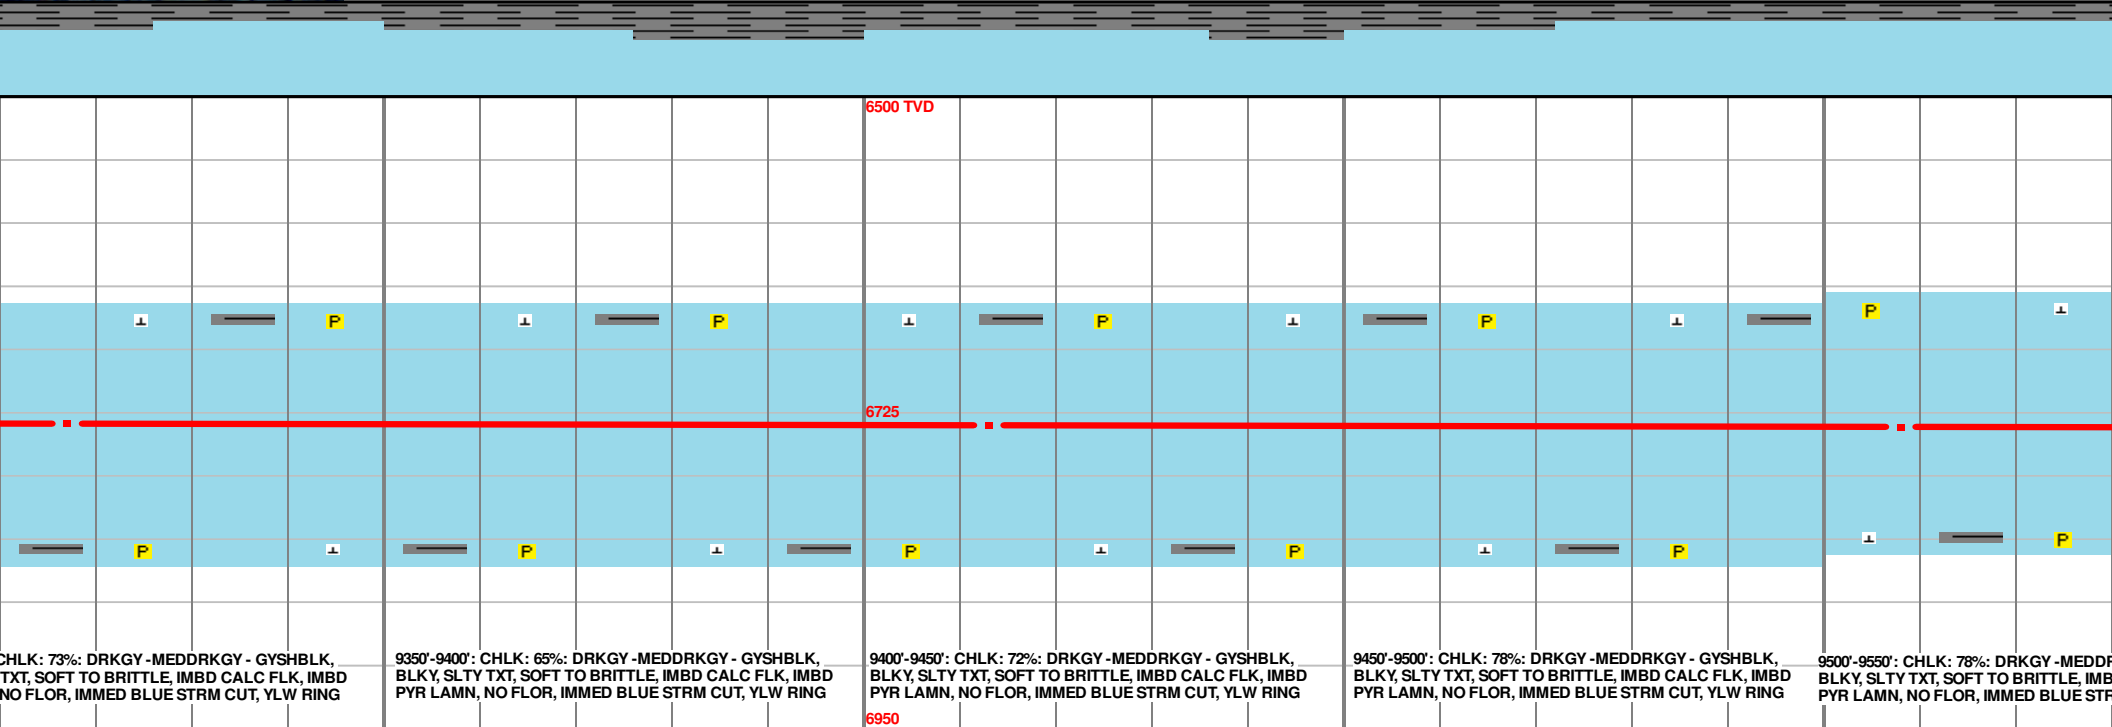 6500 TVD
6725
CHLK: 73%: DRKGY -MEDDRKGY - GYSHBLK,
TXT, SOFT TO BRITTLE, IMBD CALC FLK, IMBD
NO FLOR, IMMED BLUE STRM CUT, YLW RING
9350'-9400': CHLK: 65%: DRKGY -MEDDRKGY - GYSHBLK,
BLKY, SLTY TXT, SOFT TO BRITTLE, IMBD CALC FLK, IMBD
PYR LAMN, NO FLOR, IMMED BLUE STRM CUT, YLW RING
9400'-9450': CHLK: 72%: DRKGY -MEDDRKGY - GYSHBLK,
BLKY, SLTY TXT, SOFT TO BRITTLE, IMBD CALC FLK, IMBD
PYR LAMN, NO FLOR, IMMED BLUE STRM CUT, YLW RING
9450'-9500': CHLK: 78%: DRKGY -MEDDRKGY - GYSHBLK,
BLKY, SLTY TXT, SOFT TO BRITTLE, IMBD CALC FLK, IMBD
PYR LAMN, NO FLOR, IMMED BLUE STRM CUT, YLW RING
9500'-9550': CHLK: 78%: DRKGY -MEDDR
BLKY, SLTY TXT, SOFT TO BRITTLE, IMB
PYR LAMN, NO FLOR, IMMED BLUE STR
6950
P
P
P
P
P
P
P
P
P
P